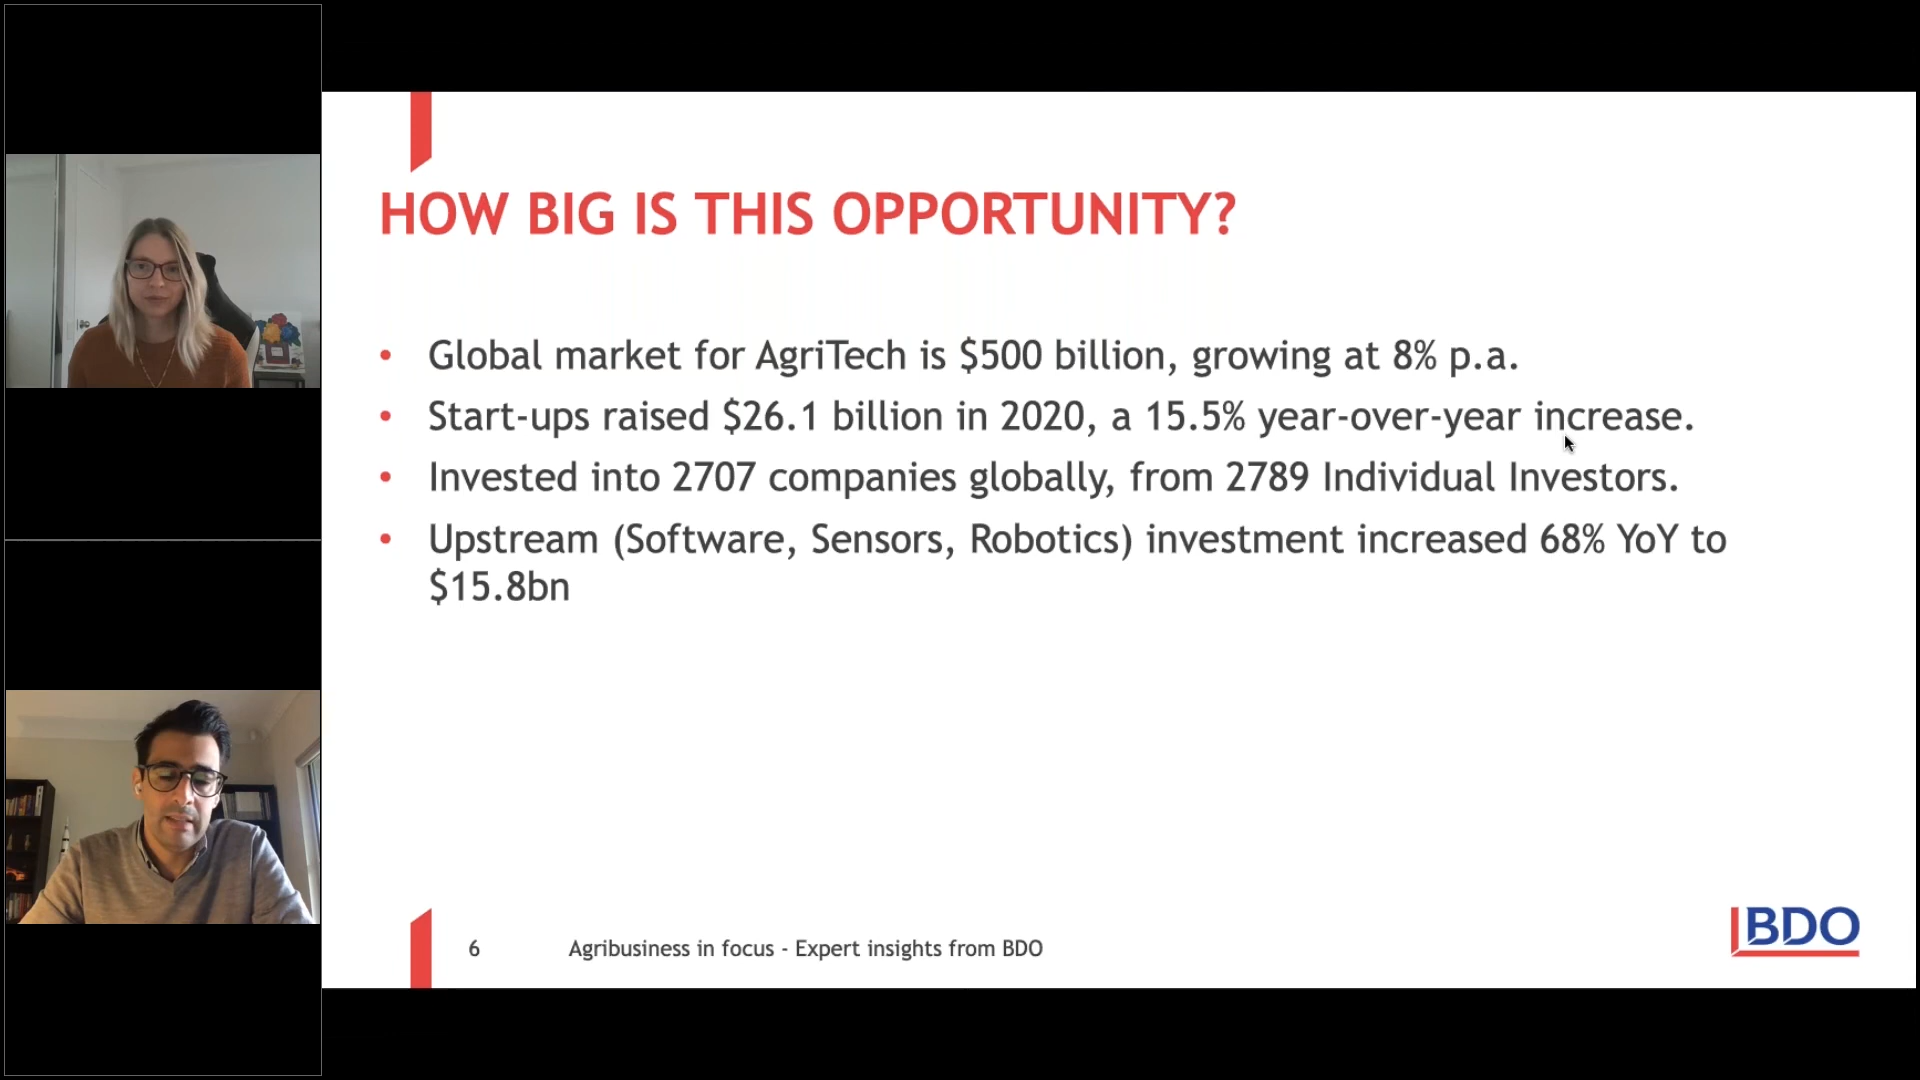 HOW BIG IS THIS OPPORTUNITY?
• Global market for AgriTech is $500 billion, growing at 8% p.a.
• Start-ups raised $26.1 billion in 2020, a 15.5% year-over-year increase.
• Invested into 2707 companies globally, from 2789 Individual Investors.
• Upstream (Software, Sensors, Robotics) investment increased 68% YoY to
$15.8bn
6 Agribusiness in focus - Expert insights from BDO
BDO